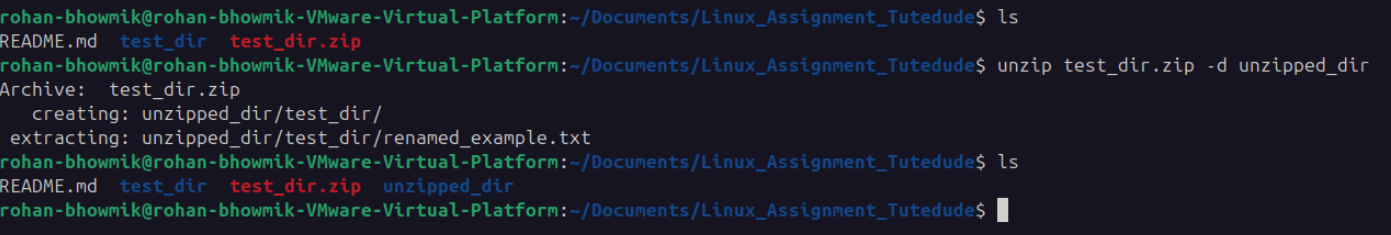 rohan-bhowmik@rohan-bhowmik-VMware-Virtual-Platform:~/Documents/Linux_Assignment_Tutedude$ ls
README.md  test_dir  test_dir.zip
rohan-bhowmik@rohan-bhowmik-VMware-Virtual-Platform:~/Documents/Linux_Assignment_Tutedude$ unzip test_dir.zip -d unzipped_dir
Archive:  test_dir.zip
   creating: unzipped_dir/test_dir/
 extracting: unzipped_dir/test_dir/renamed_example.txt
rohan-bhowmik@rohan-bhowmik-VMware-Virtual-Platform:~/Documents/Linux_Assignment_Tutedude$ ls
README.md  test_dir  test_dir.zip  unzipped_dir
rohan-bhowmik@rohan-bhowmik-VMware-Virtual-Platform:~/Documents/Linux_Assignment_Tutedude$